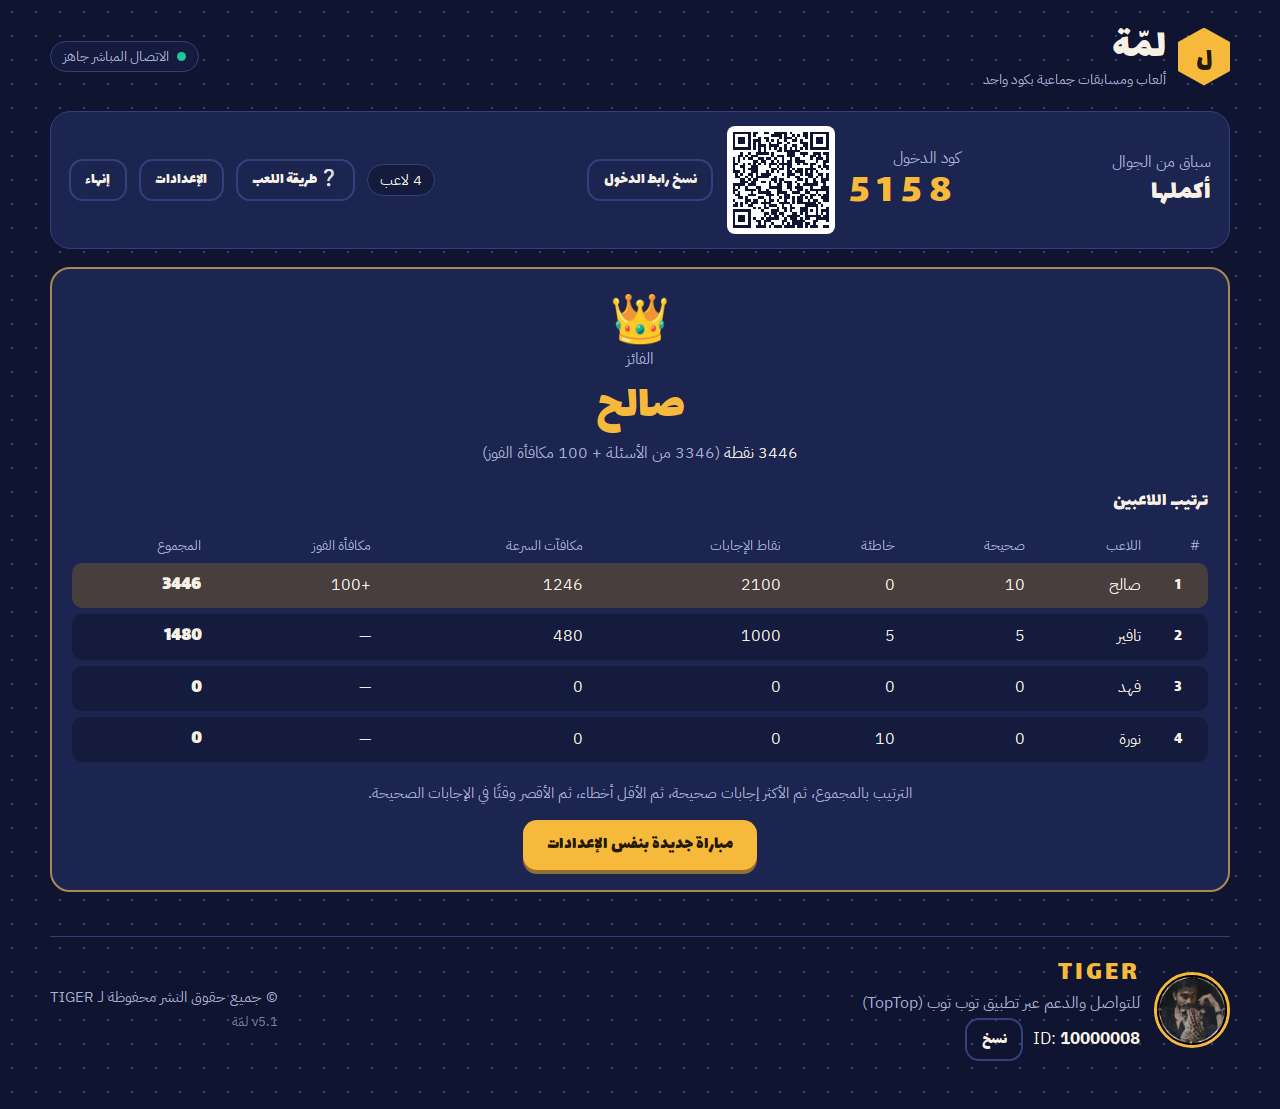 ل
لمّة
ألعاب ومسابقات جماعية بكود واحد
الاتصال المباشر جاهز
سباق من الجوال
أكملها
كود الدخول
5158
نسخ رابط الدخول
4 لاعب
❔ طريقة اللعب
الإعدادات
إنهاء
الفائز
صالح
3446 نقطة (3346 من الأسئلة + 100 مكافأة الفوز)
ترتيب اللاعبين
# اللاعب صحيحة خاطئة نقاط الإجابات مكافآت السرعة مكافأة الفوز المجموع
1 صالح 10 0 2100 1246 +100 3446
2 تافير 5 5 1000 480 — 1480
3 فهد 0 0 0 0 — 0
4 نورة 0 10 0 0 — 0
الترتيب بالمجموع، ثم الأكثر إجابات صحيحة، ثم الأقل أخطاء، ثم الأقصر وقتًا في الإجابات الصحيحة.
مباراة جديدة بنفس الإعدادات
TIGER
للتواصل والدعم عبر تطبيق توب توب (TopTop)
ID: 10000008
نسخ
© جميع حقوق النشر محفوظة لـ TIGER
لمّة v5.1